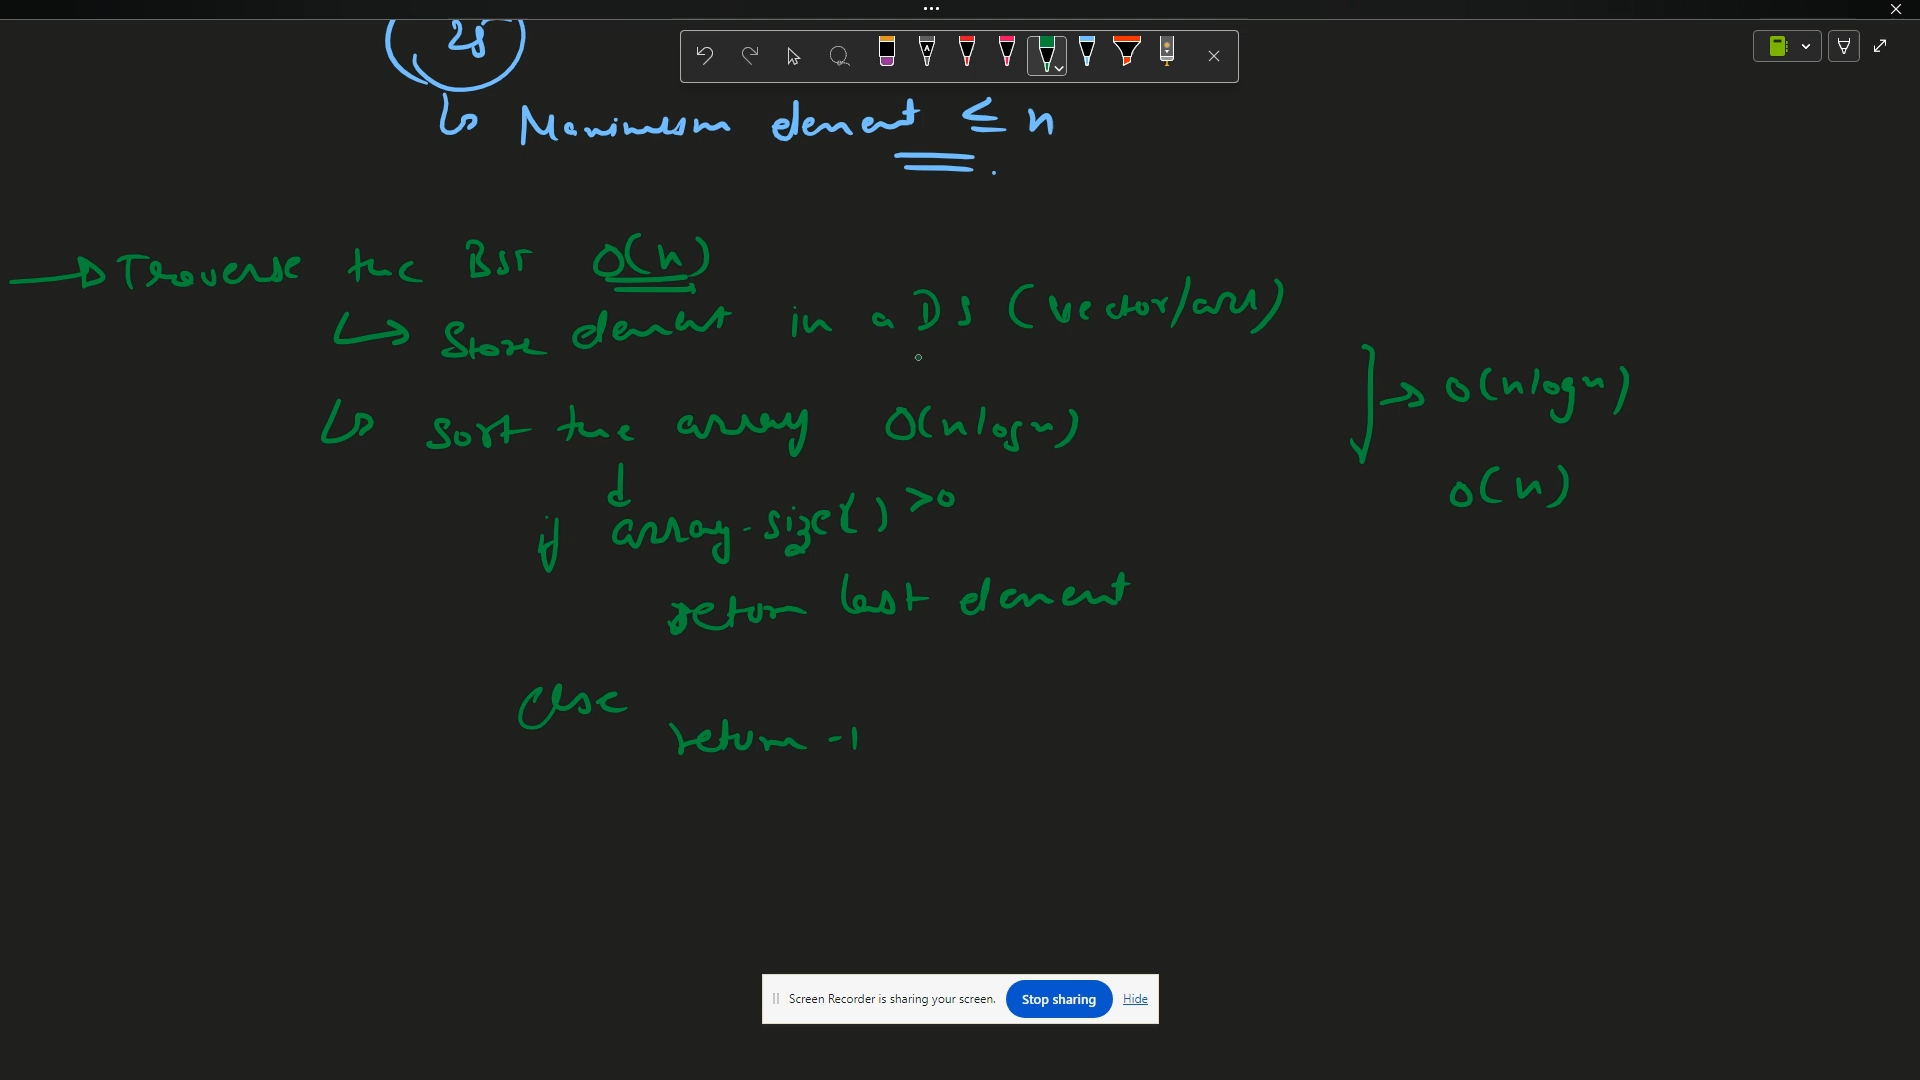 25
↳ Maximum element ≤ n
→ Traverse the BST O(n)
↳ Store element in a DS (vector/arr)
↳ Sort the array O(nlogn)
→ O(nlogn)
O(n)
if array.size() >0
return last element
else
return -1
Screen Recorder is sharing your screen. Stop sharing Hide